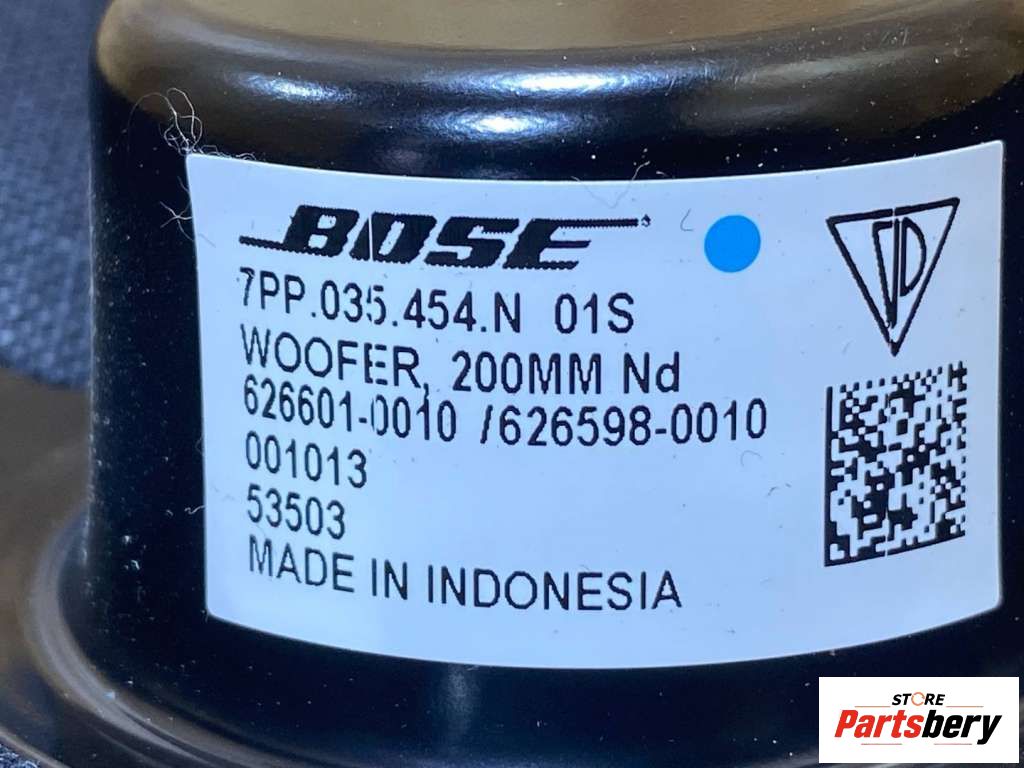 BOSE
7PP.035.454.N 01S
WOOFER, 200MM Nd
626601-0010 /626598-0010
001013
53503
MADE IN INDONESIA
STORE
Partsbery